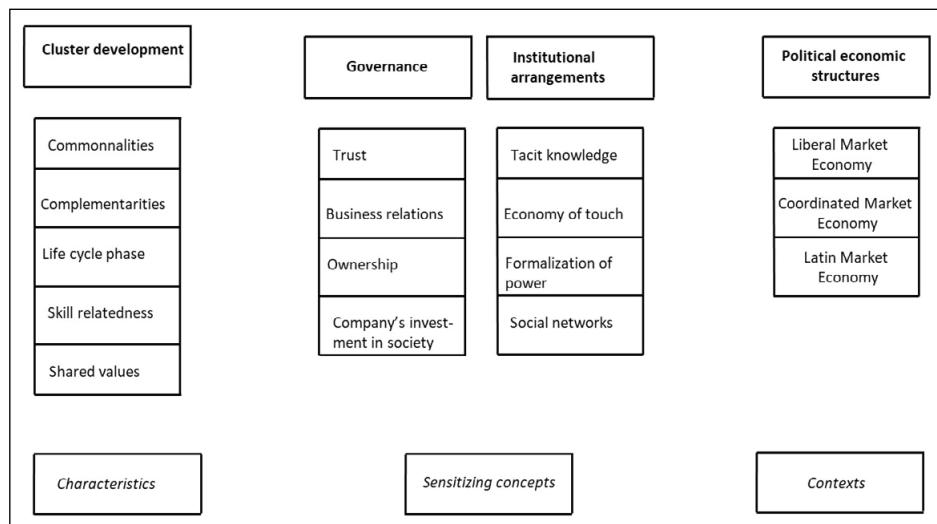 Cluster development
Governance
Institutional
arrangements
Political economic
structures
Commonnalities
Complementarities
Life cycle phase
Skill relatedness
Shared values
Trust
Business relations
Ownership
Company's invest-
ment in society
Tacit knowledge
Economy of touch
Formalization of
power
Social networks
Liberal Market
Economy
Coordinated Market
Economy
Latin Market
Economy
Characteristics
Sensitizing concepts
Contexts